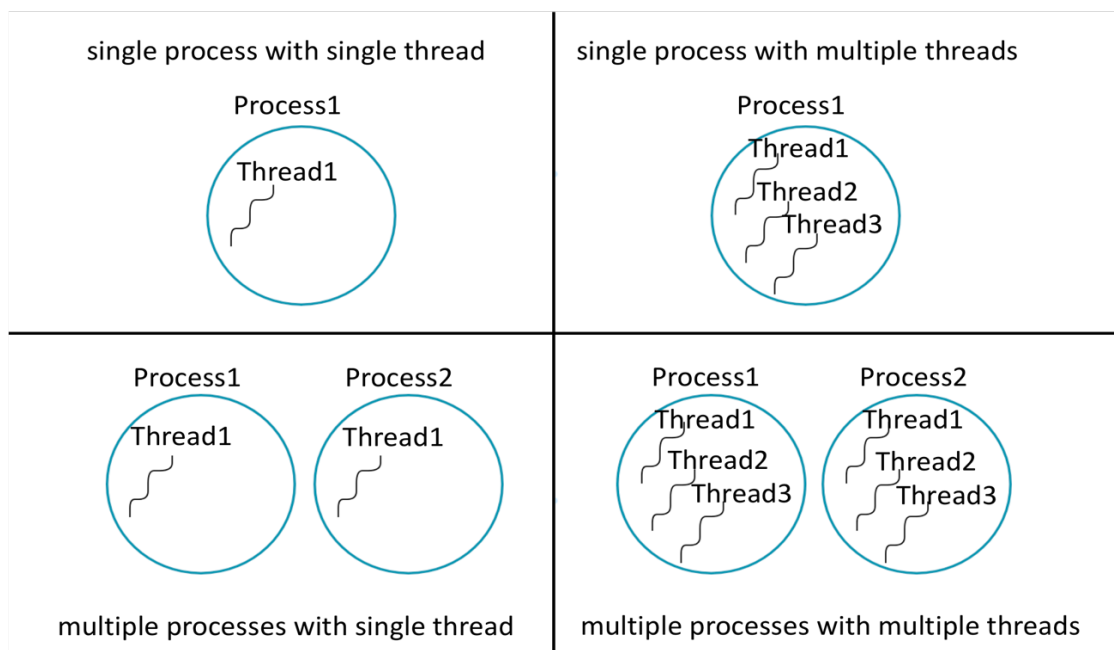 single process with single thread
Process1
Thread1
single process with multiple threads
Process1
Thread1
Thread2
Thread3
Process1
Process2
Thread1
Thread1
multiple processes with single thread
Process1
Process2
Thread1
Thread1
Thread2
Thread2
Thread3
Thread3
multiple processes with multiple threads